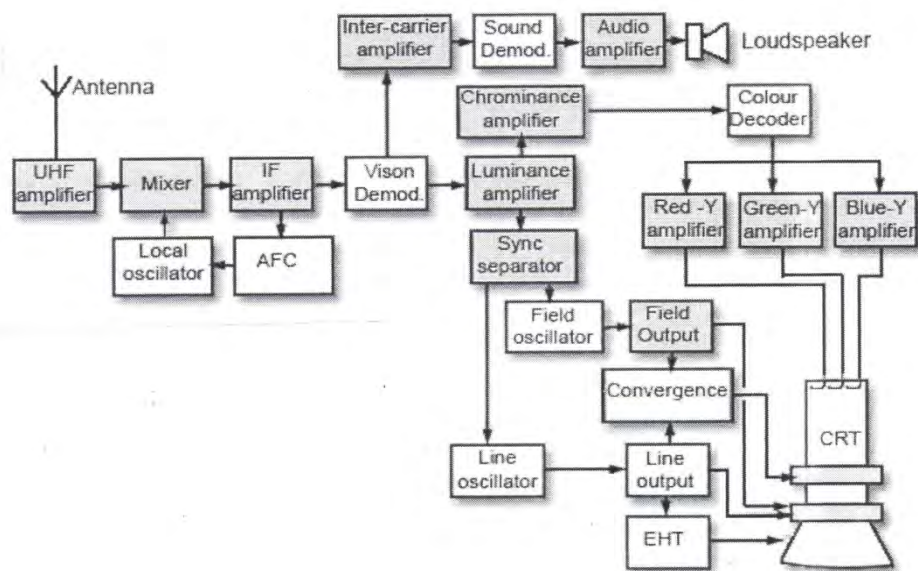 Inter-carrier
amplifier
Sound
Demod.
Audio
amplifier
Loudspeaker
Antenna
Chrominance
amplifier
Colour
Decoder
UHF
amplifier
Mixer
IF
amplifier
Vison
Demod.
Luminance
amplifier
Red -Y
amplifier
Green-Y
amplifier
Blue-Y
amplifier
Local
oscillator
AFC
Sync
separator
Field
oscillator
Field
Output
Convergence
CRT
Line
oscillator
Line
output
EHT